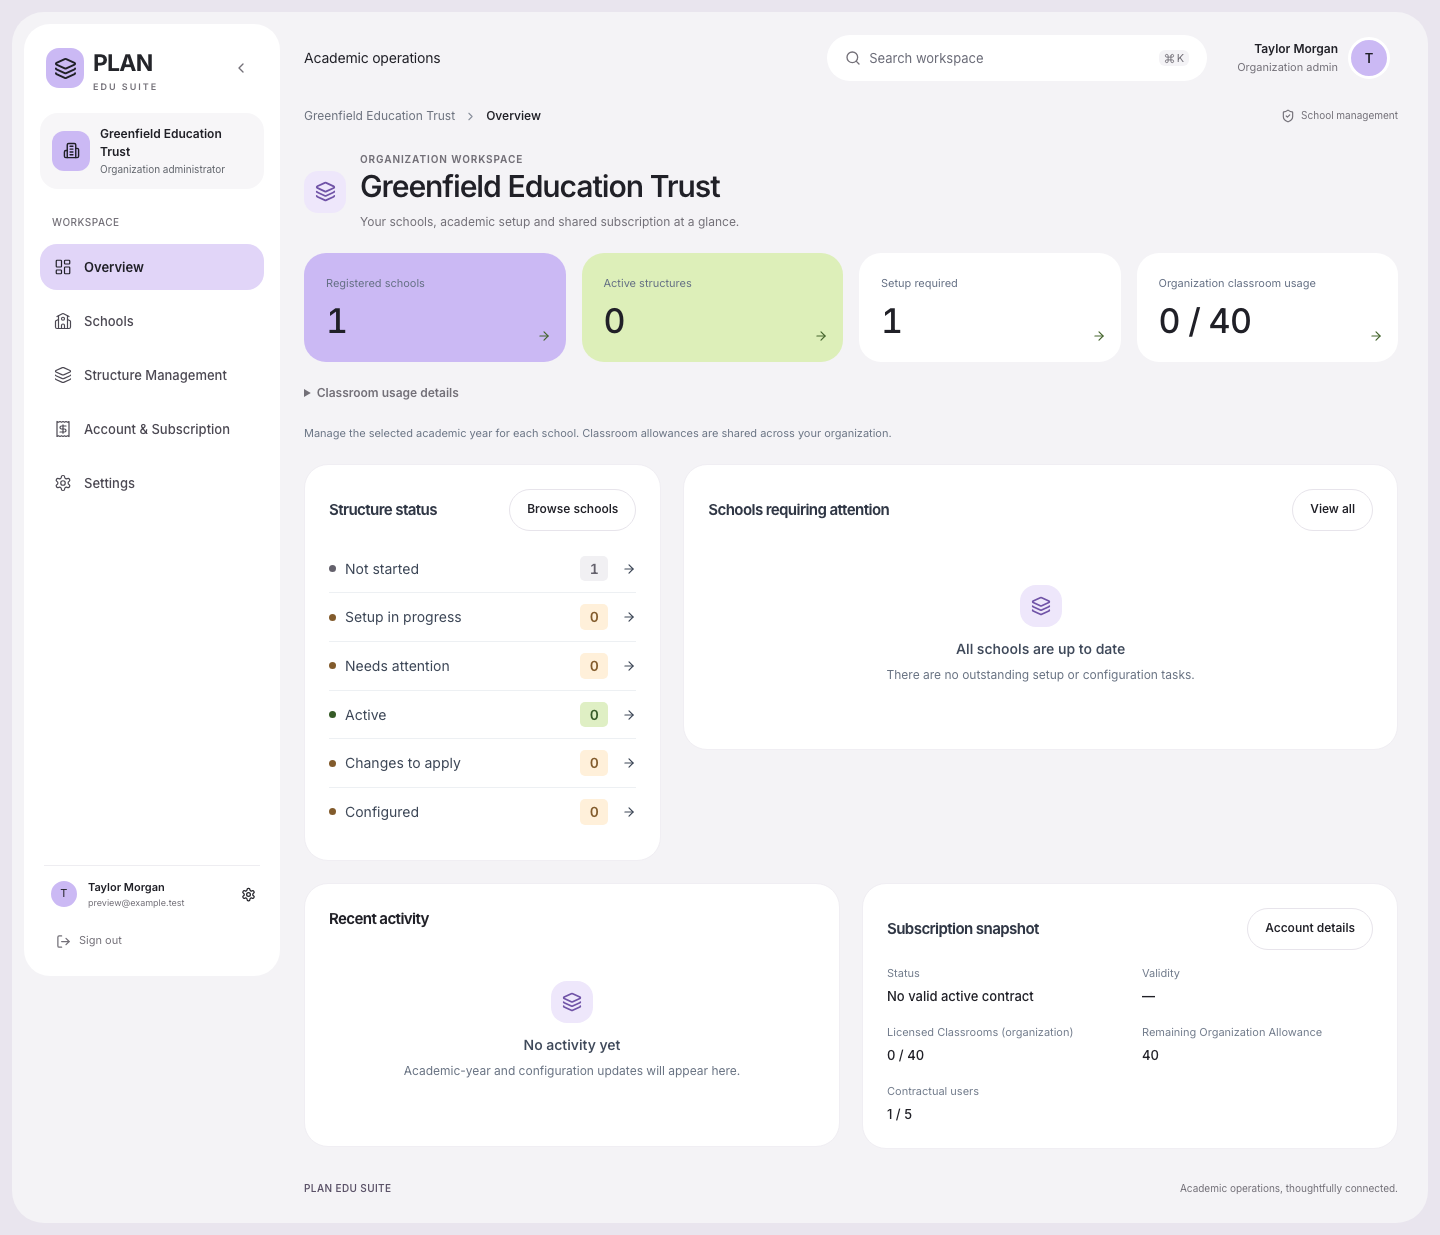 PLAN
EDU SUITE
Greenfield Education
Trust
Organization administrator
WORKSPACE
Overview
Schools
Structure Management
Account & Subscription
Settings
T
Taylor Morgan
preview@example.test
Sign out
Academic operations
Search workspace
⌘K
Taylor Morgan
Organization admin
T
Greenfield Education Trust > Overview
School management
ORGANIZATION WORKSPACE
Greenfield Education Trust
Your schools, academic setup and shared subscription at a glance.
Registered schools
1
Active structures
0
Setup required
1
Organization classroom usage
0 / 40
Classroom usage details
Manage the selected academic year for each school. Classroom allowances are shared across your organization.
Structure status
Browse schools
Not started 1
Setup in progress 0
Needs attention 0
Active 0
Changes to apply 0
Configured 0
Schools requiring attention
View all
All schools are up to date
There are no outstanding setup or configuration tasks.
Recent activity
No activity yet
Academic-year and configuration updates will appear here.
Subscription snapshot
Account details
Status
No valid active contract
Validity
—
Licensed Classrooms (organization)
0 / 40
Remaining Organization Allowance
40
Contractual users
1 / 5
PLAN EDU SUITE
Academic operations, thoughtfully connected.